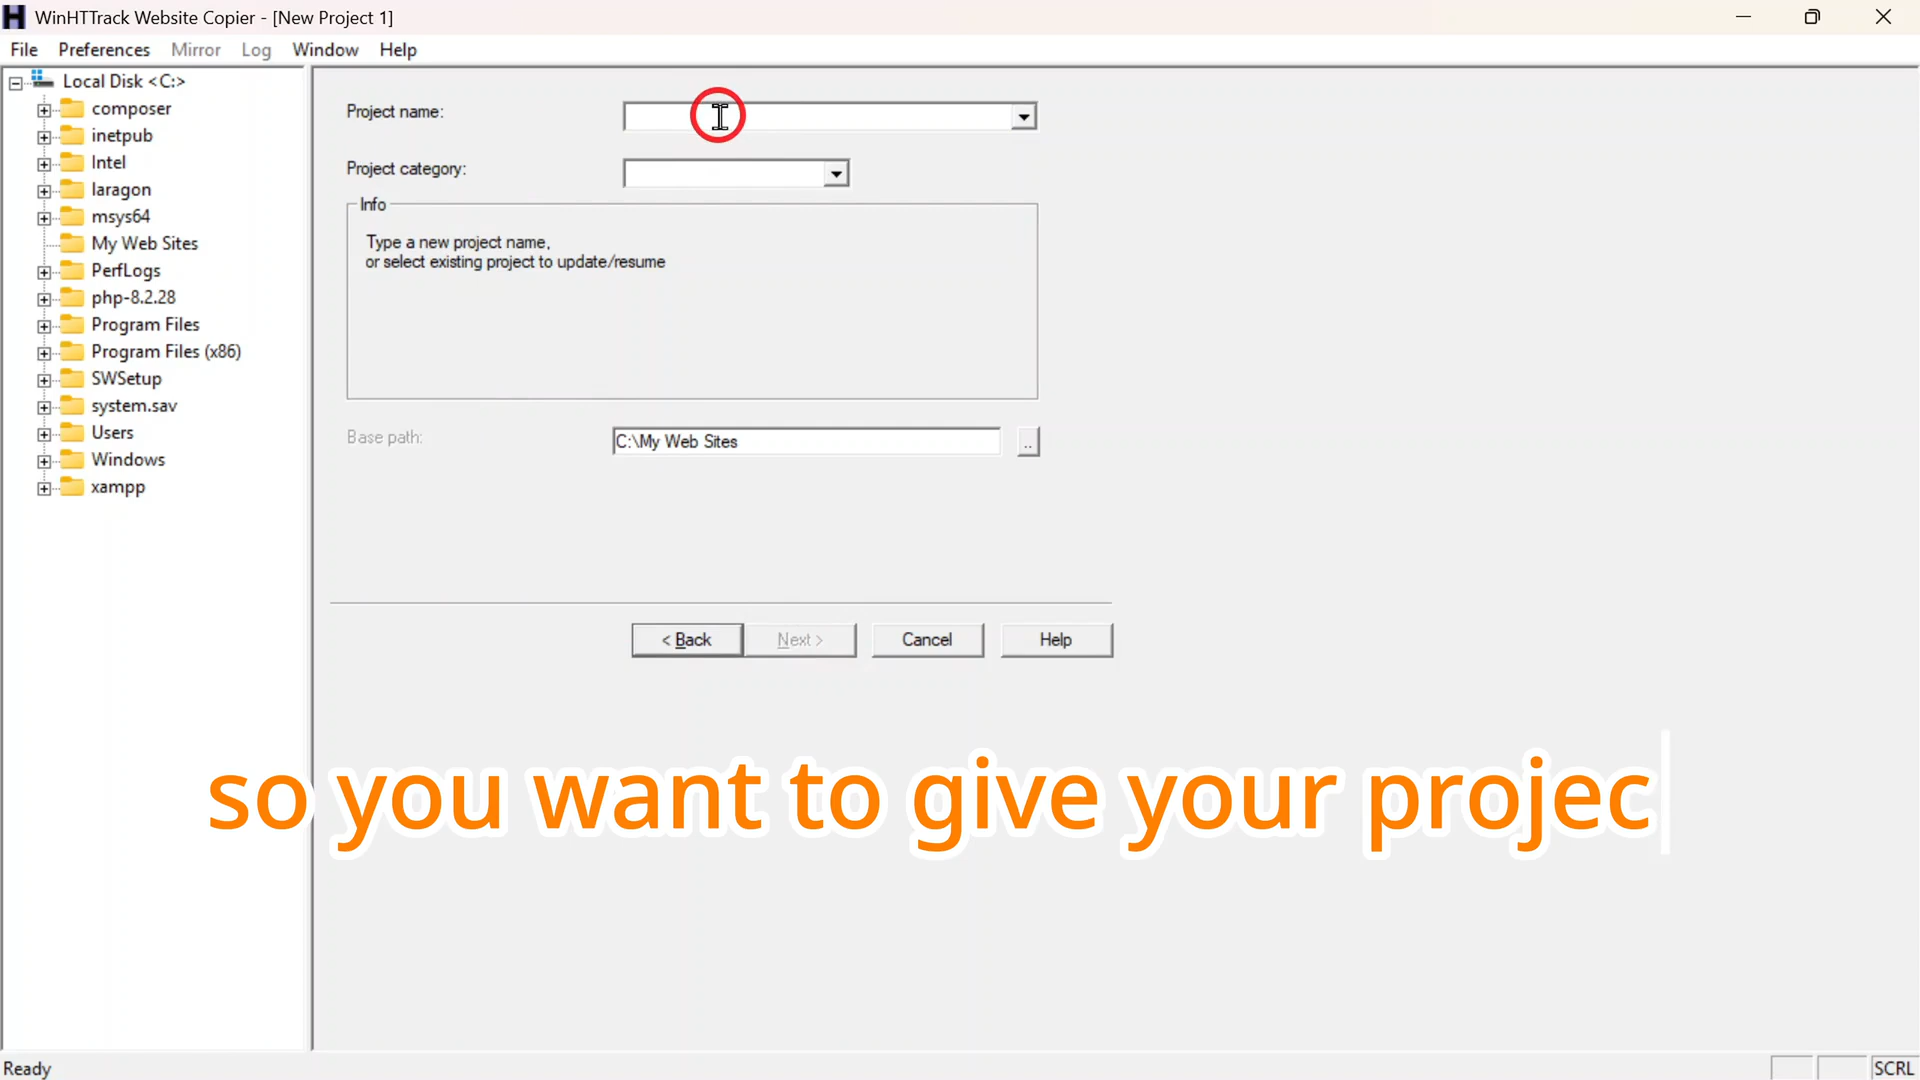 WinHTTrack Website Copier - [New Project 1]
File Preferences Mirror Log Window Help
Local Disk <C:>
composer
inetpub
Intel
laragon
msys64
My Web Sites
PerfLogs
php-8.2.28
Program Files
Program Files (x86)
SWSetup
system.sav
Users
Windows
xampp
Project name:
Project category:
Info
Type a new project name,
or select existing project to update/resume
Base path:
C:\My Web Sites
..
< Back
Next >
Cancel
Help
so you want to give your projec
Ready
SCRL